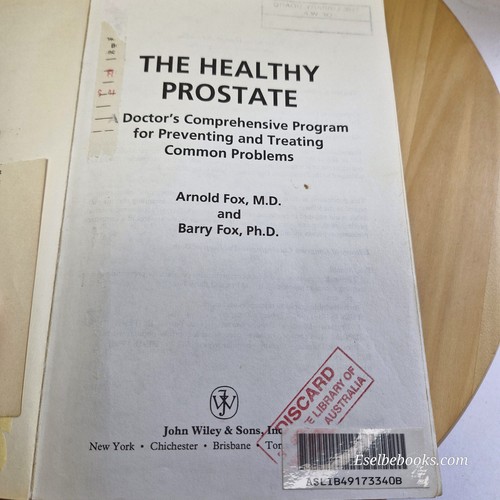 THE HEALTHY
PROSTATE
A Doctor's Comprehensive Program
for Preventing and Treating
Common Problems
Arnold Fox, M.D.
and
Barry Fox, Ph.D.
John Wiley & Sons, Inc
New York • Chichester • Brisbane •
DISCARD
LIBRARY OF
AUSTRALIA
Eselbebooks.com
ASLIB49173340B